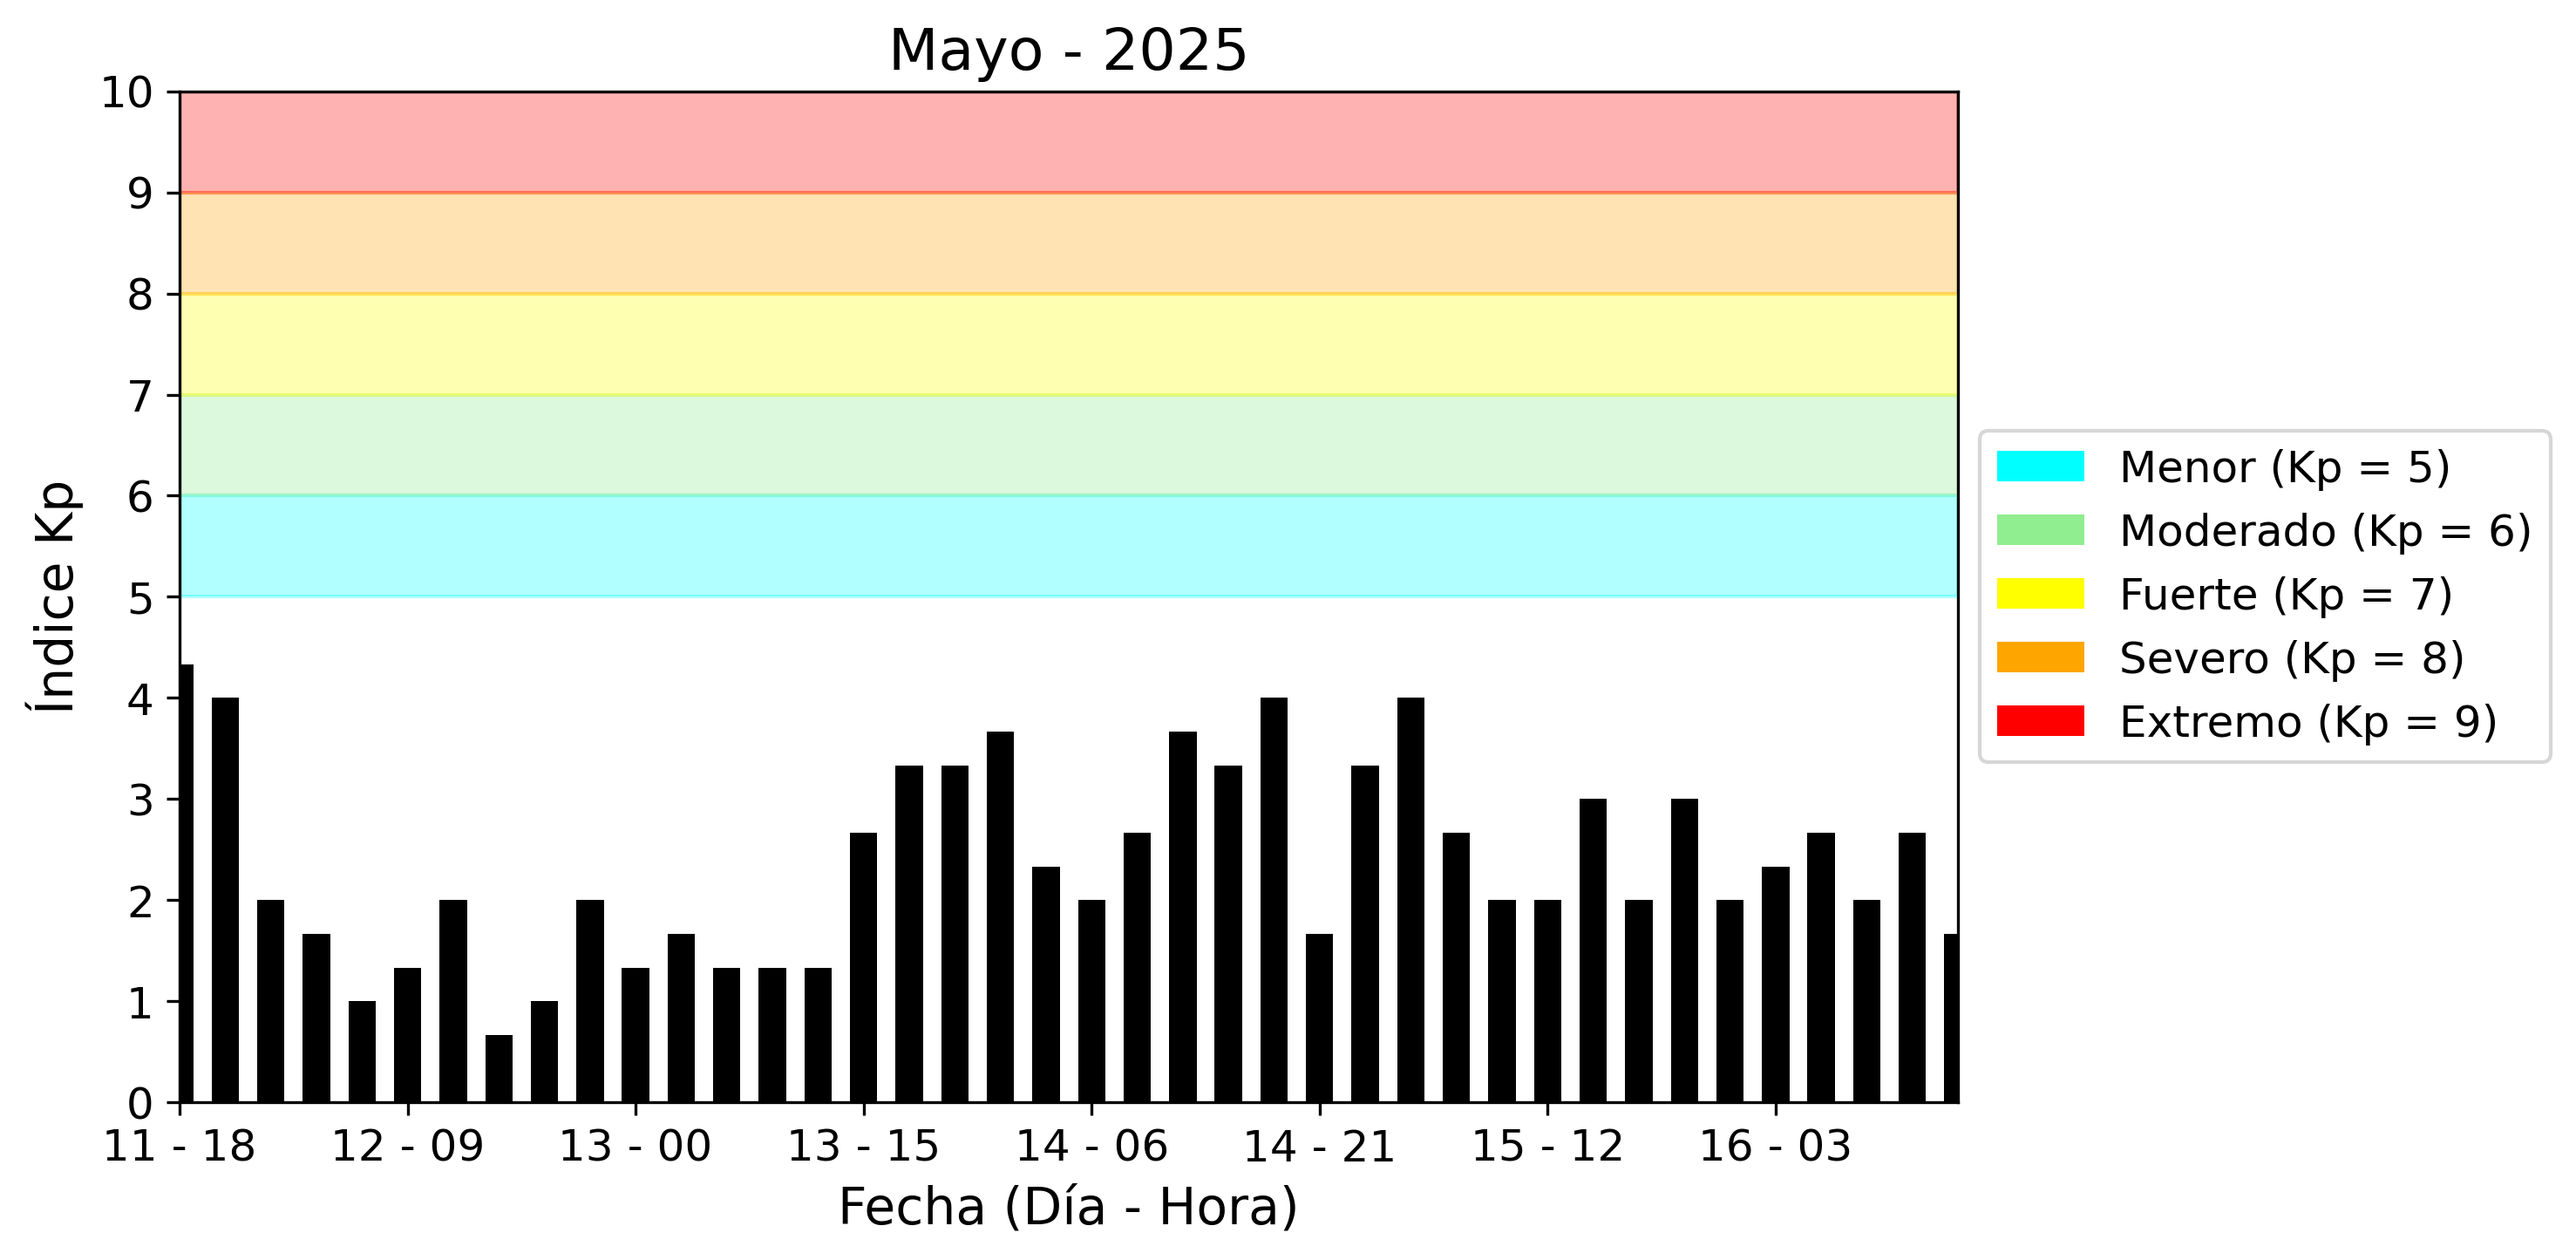 Mayo - 2025
10
9
8
7
6
5
4
3
2
1
0
Índice Kp
11 - 18
12 - 09
13 - 00
13 - 15
14 - 06
14 - 21
15 - 12
16 - 03
Fecha (Día - Hora)
Menor (Kp = 5)
Moderado (Kp = 6)
Fuerte (Kp = 7)
Severo (Kp = 8)
Extremo (Kp = 9)